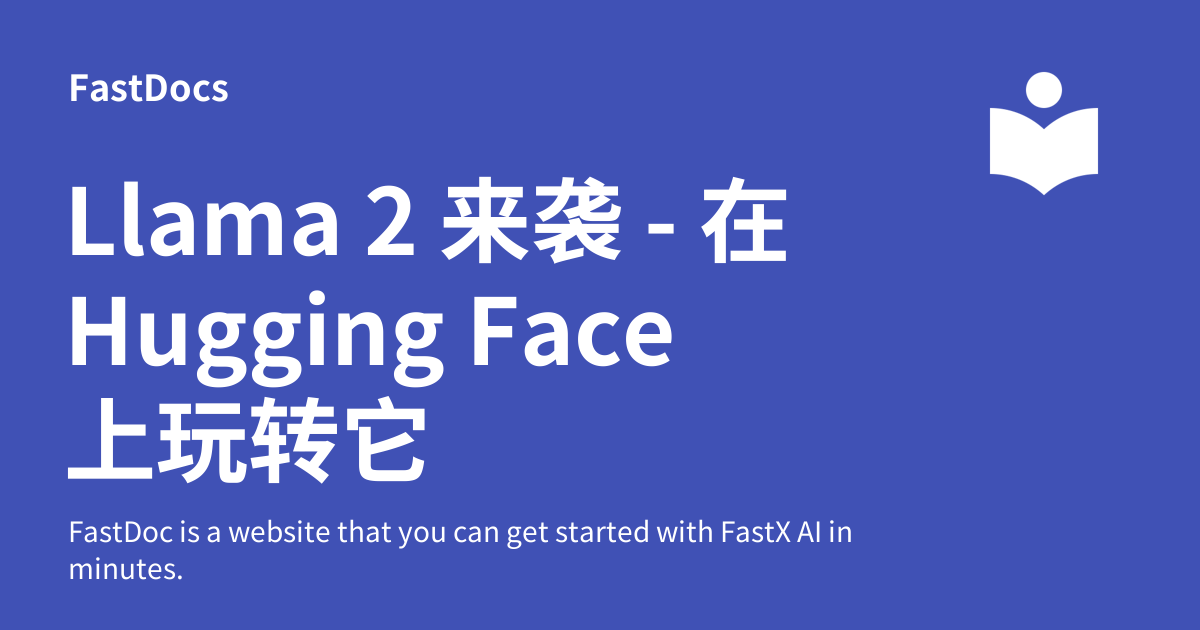 FastDocs
Llama 2 来袭 - 在
Hugging Face
上玩转它
FastDoc is a website that you can get started with FastX AI in
minutes.